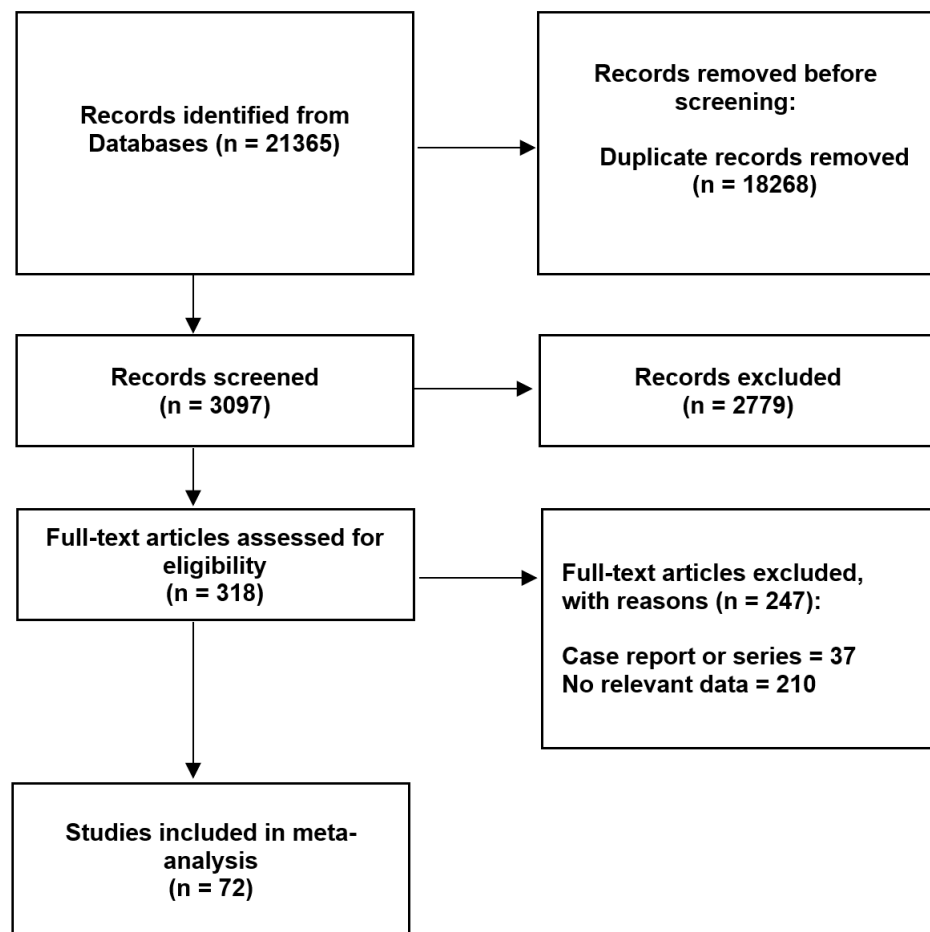 Records identified from
Databases (n = 21365)
Records removed before
screening:
Duplicate records removed
(n = 18268)
Records screened
(n = 3097)
Records excluded
(n = 2779)
Full-text articles assessed for
eligibility
(n = 318)
Full-text articles excluded,
with reasons (n = 247):
Case report or series = 37
No relevant data = 210
Studies included in meta-
analysis
(n = 72)